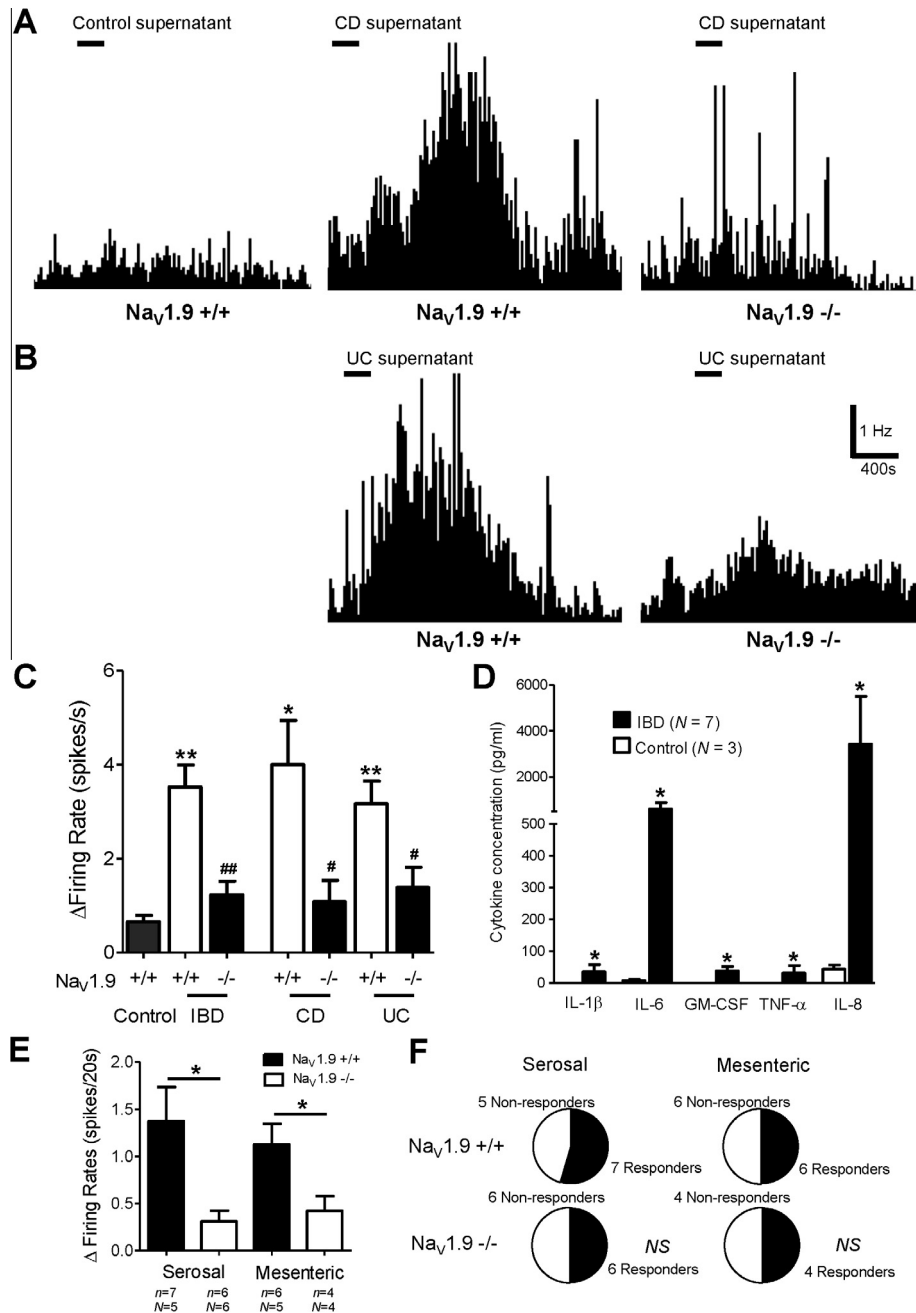 A
Control supernatant
CD supernatant
CD supernatant
NaV1.9 +/+
NaV1.9 +/+
NaV1.9 -/-
B
UC supernatant
UC supernatant
1 Hz
400s
NaV1.9 +/+
NaV1.9 -/-
C
ΔFiring Rate (spikes/s)
6
4
2
0
**
##
*
#
**
#
NaV1.9
+/+
+/+
-/-
+/+
-/-
+/+
-/-
Control
IBD
CD
UC
D
Cytokine concentration (pg/ml)
6000
4000
2000
500
400
300
200
100
0
IBD (N = 7)
Control (N = 3)
*
*
*
*
*
IL-1β
IL-6
GM-CSF
TNF-α
IL-8
E
Δ Firing Rates (spikes/20s)
2.0
1.5
1.0
0.5
0.0
NaV1.9 +/+
NaV1.9 -/-
*
*
Serosal
Mesenteric
n=7
n=6
n=6
n=4
N=5
N=6
N=5
N=4
F
Serosal
Mesenteric
5 Non-responders
6 Non-responders
NaV1.9 +/+
7 Responders
6 Responders
6 Non-responders
4 Non-responders
NaV1.9 -/-
NS
NS
6 Responders
4 Responders